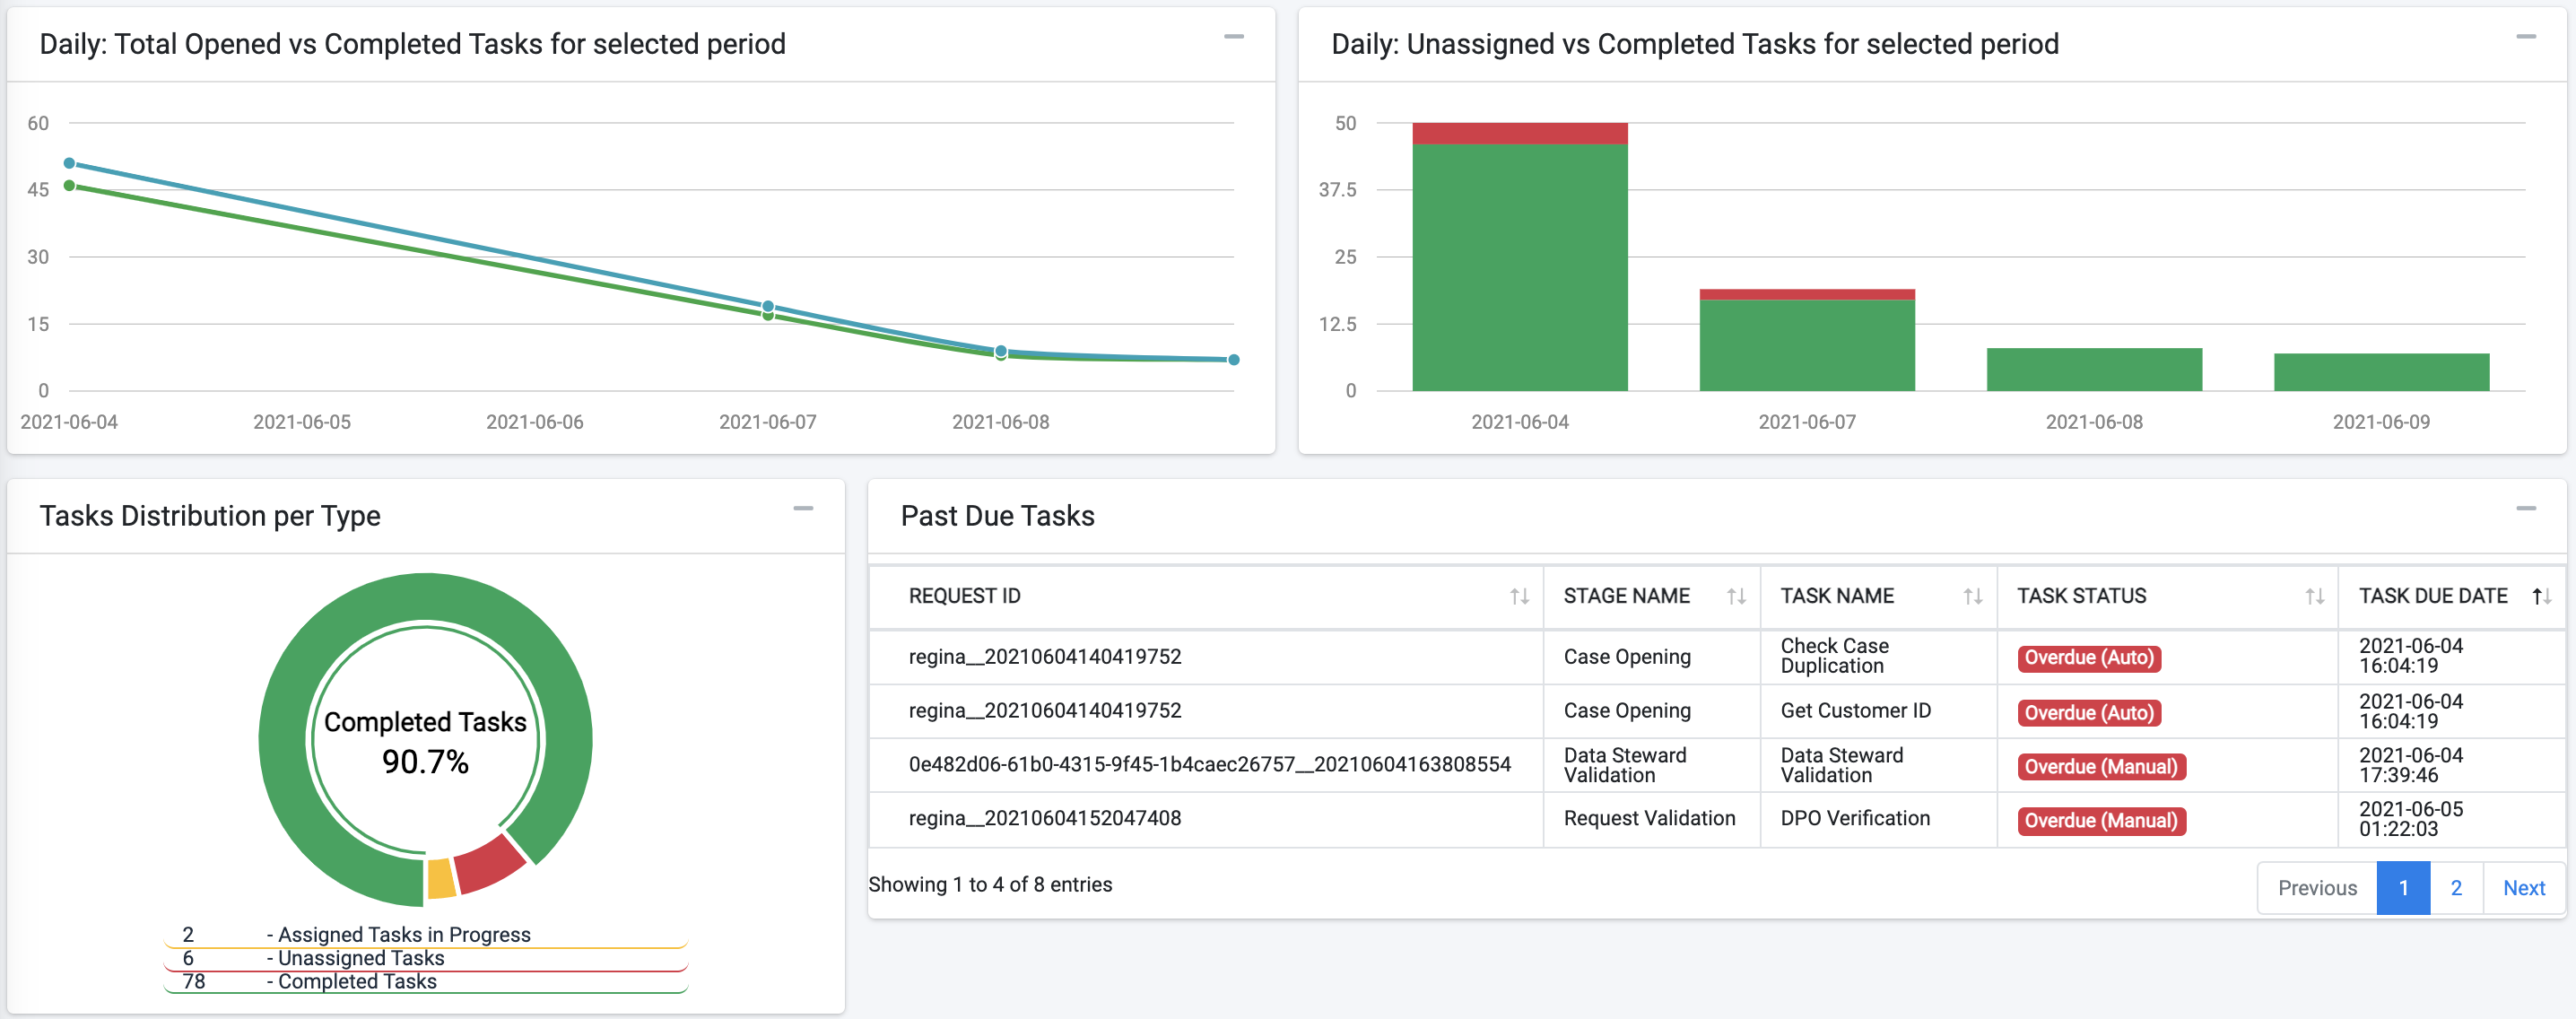 Daily: Total Opened vs Completed Tasks for selected period
60
45
30
15
0
2021-06-04 2021-06-05 2021-06-06 2021-06-07 2021-06-08
Daily: Unassigned vs Completed Tasks for selected period
50
37.5
25
12.5
0
2021-06-04 2021-06-07 2021-06-08 2021-06-09
Tasks Distribution per Type
Completed Tasks
90.7%
2 - Assigned Tasks in Progress
6 - Unassigned Tasks
78 - Completed Tasks
Past Due Tasks
REQUEST ID STAGE NAME TASK NAME TASK STATUS TASK DUE DATE
regina__20210604140419752 Case Opening Check Case Duplication Overdue (Auto) 2021-06-04 16:04:19
regina__20210604140419752 Case Opening Get Customer ID Overdue (Auto) 2021-06-04 16:04:19
0e482d06-61b0-4315-9f45-1b4caec26757__20210604163808554 Data Steward Validation Data Steward Validation Overdue (Manual) 2021-06-04 17:39:46
regina__20210604152047408 Request Validation DPO Verification Overdue (Manual) 2021-06-05 01:22:03
Showing 1 to 4 of 8 entries
Previous 1 2 Next